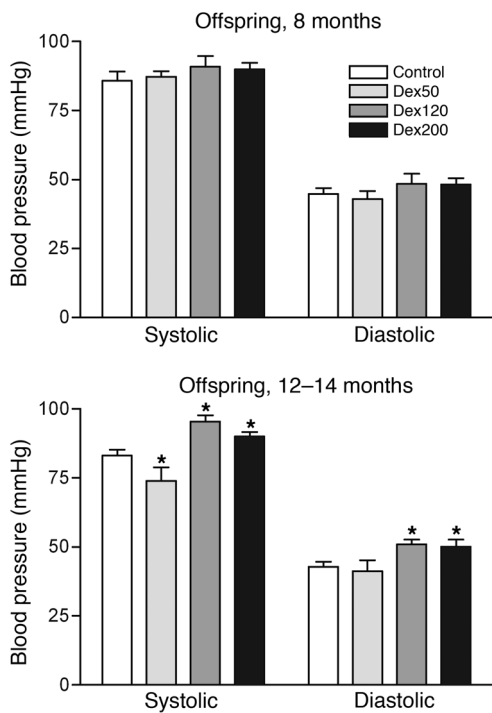 Offspring, 8 months
Blood pressure (mmHg)
100
75
50
25
0
Control
Dex50
Dex120
Dex200
Systolic
Diastolic
Offspring, 12–14 months
Blood pressure (mmHg)
100
75
50
25
0
*
*
*
*
*
Systolic
Diastolic